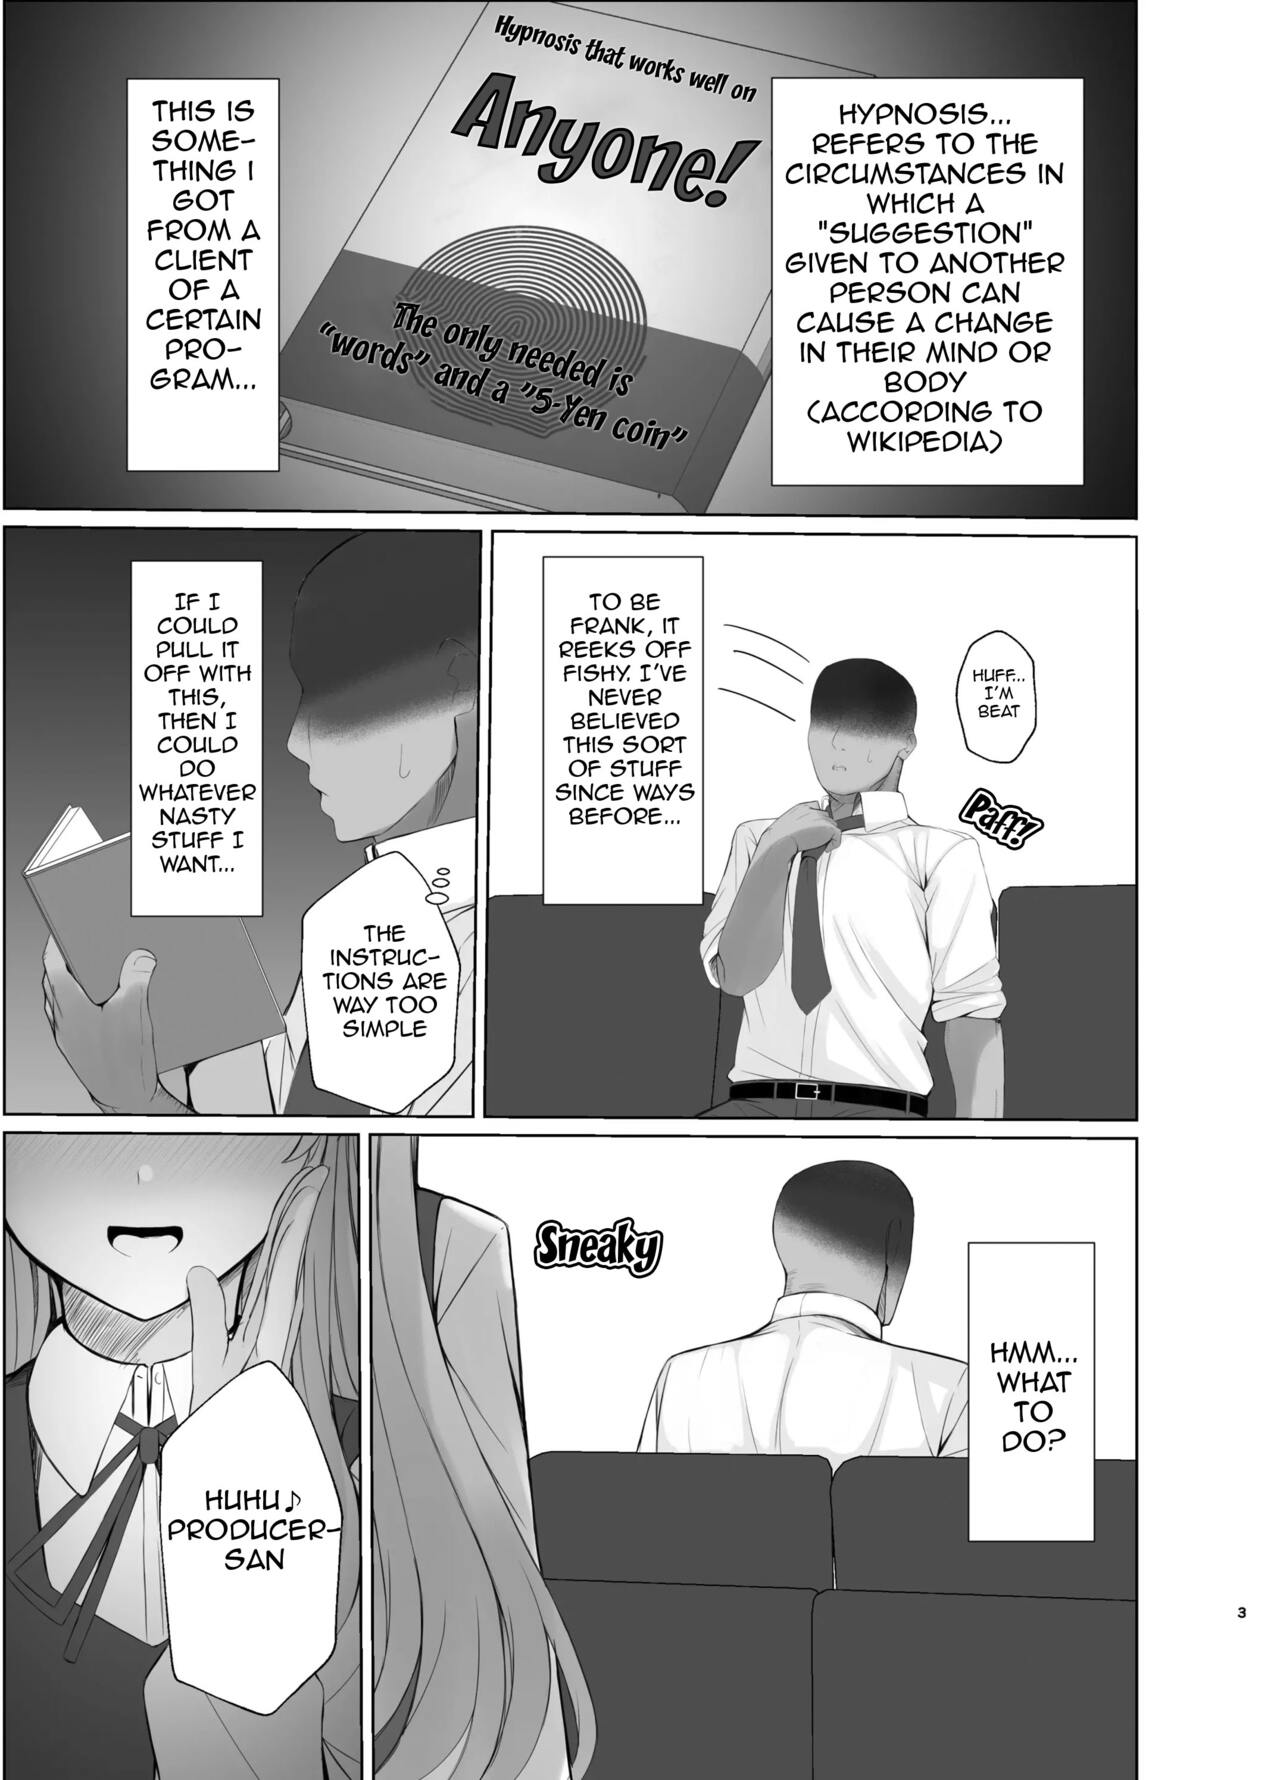 HYPNOSIS...
REFERS TO THE
CIRCUMSTANCES IN
WHICH A
"SUGGESTION"
GIVEN TO ANOTHER
PERSON CAN
CAUSE A CHANGE
IN THEIR MIND OR
BODY
(ACCORDING TO
WIKIPEDIA)
Hypnosis that works well on
Anyone!
The only needed is
"words" and a "5-Yen coin"
THIS IS
SOME-
THING I
GOT
FROM A
CLIENT
OF A
CERTAIN
PRO-
GRAM...
HUFF...
I'M
BEAT
Paff!
TO BE
FRANK, IT
REEKS OFF
FISHY. I'VE
NEVER
BELIEVED
THIS SORT
OF STUFF
SINCE WAYS
BEFORE...
IF I
COULD
PULL IT
OFF WITH
THIS,
THEN I
COULD
DO
WHATEVER
NASTY
STUFF I
WANT...
THE
INSTRUC-
TIONS ARE
WAY TOO
SIMPLE
HMM...
WHAT
TO
DO?
Sneaky
HUHU♪
PRODUCER-
SAN
3